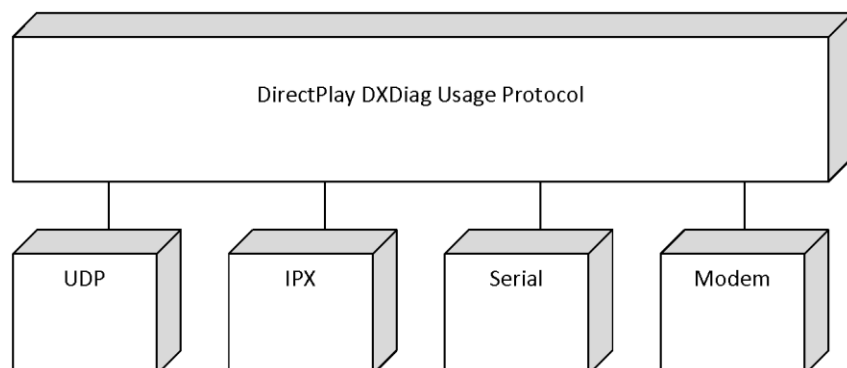 DirectPlay DXDiag Usage Protocol
UDP
IPX
Serial
Modem